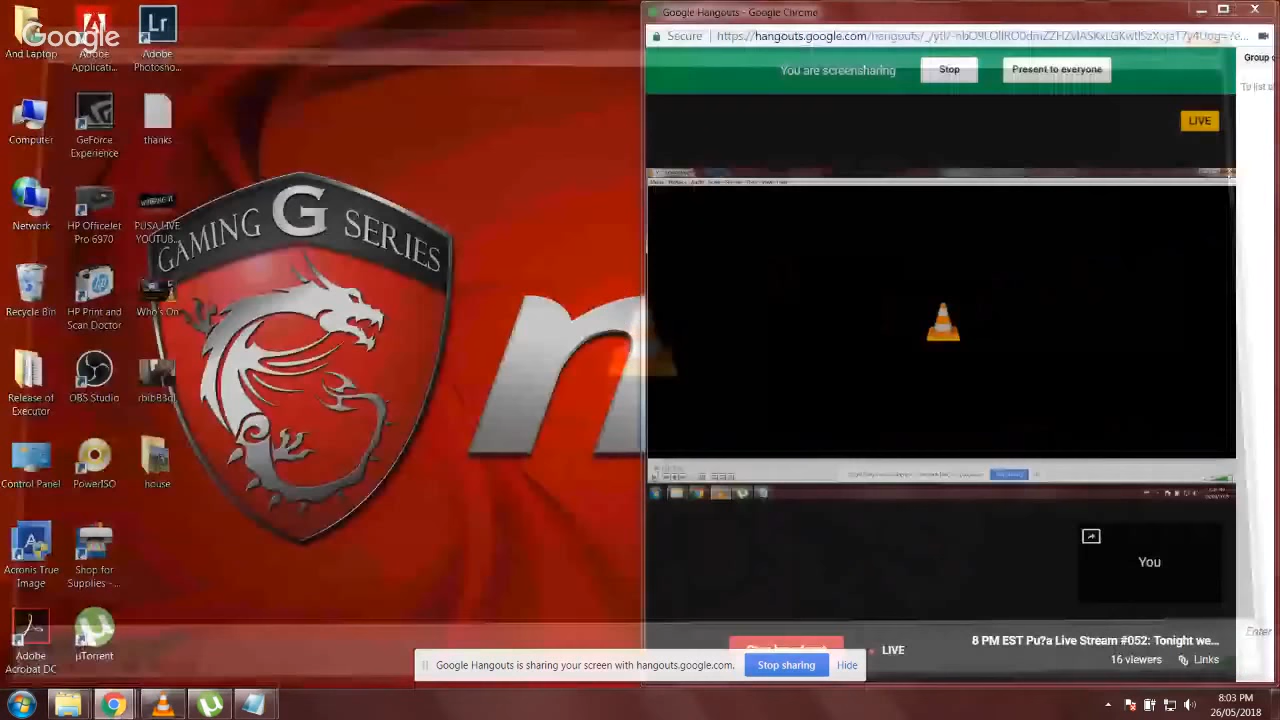 Google
And Laptop
Adobe
Applicati...
Lr
Adobe
Photosho...
Computer
GeForce
Experience
thanks
Network
HP OfficeJet
Pro 6970
PUSA LIVE
YOUTUB...
Recycle Bin
HP Print and
Scan Doctor
Who's On
Release of
Executor
OBS Studio
rbibB3q
Control Panel
PowerISO
house
Acronis True
Image
Shop for
Supplies -...
Adobe
Acrobat DC
µTorrent
GAMING G SERIES
Google Hangouts - Google Chrome
Secure
You are screensharing
Stop
Present to everyone
Group
LIVE
You
LIVE
8 PM EST Pu?a Live Stream #052: Tonight we...
16 viewers
Links
Enter
Google Hangouts is sharing your screen with hangouts.google.com.
Stop sharing
Hide
8:03 PM
26/05/2018